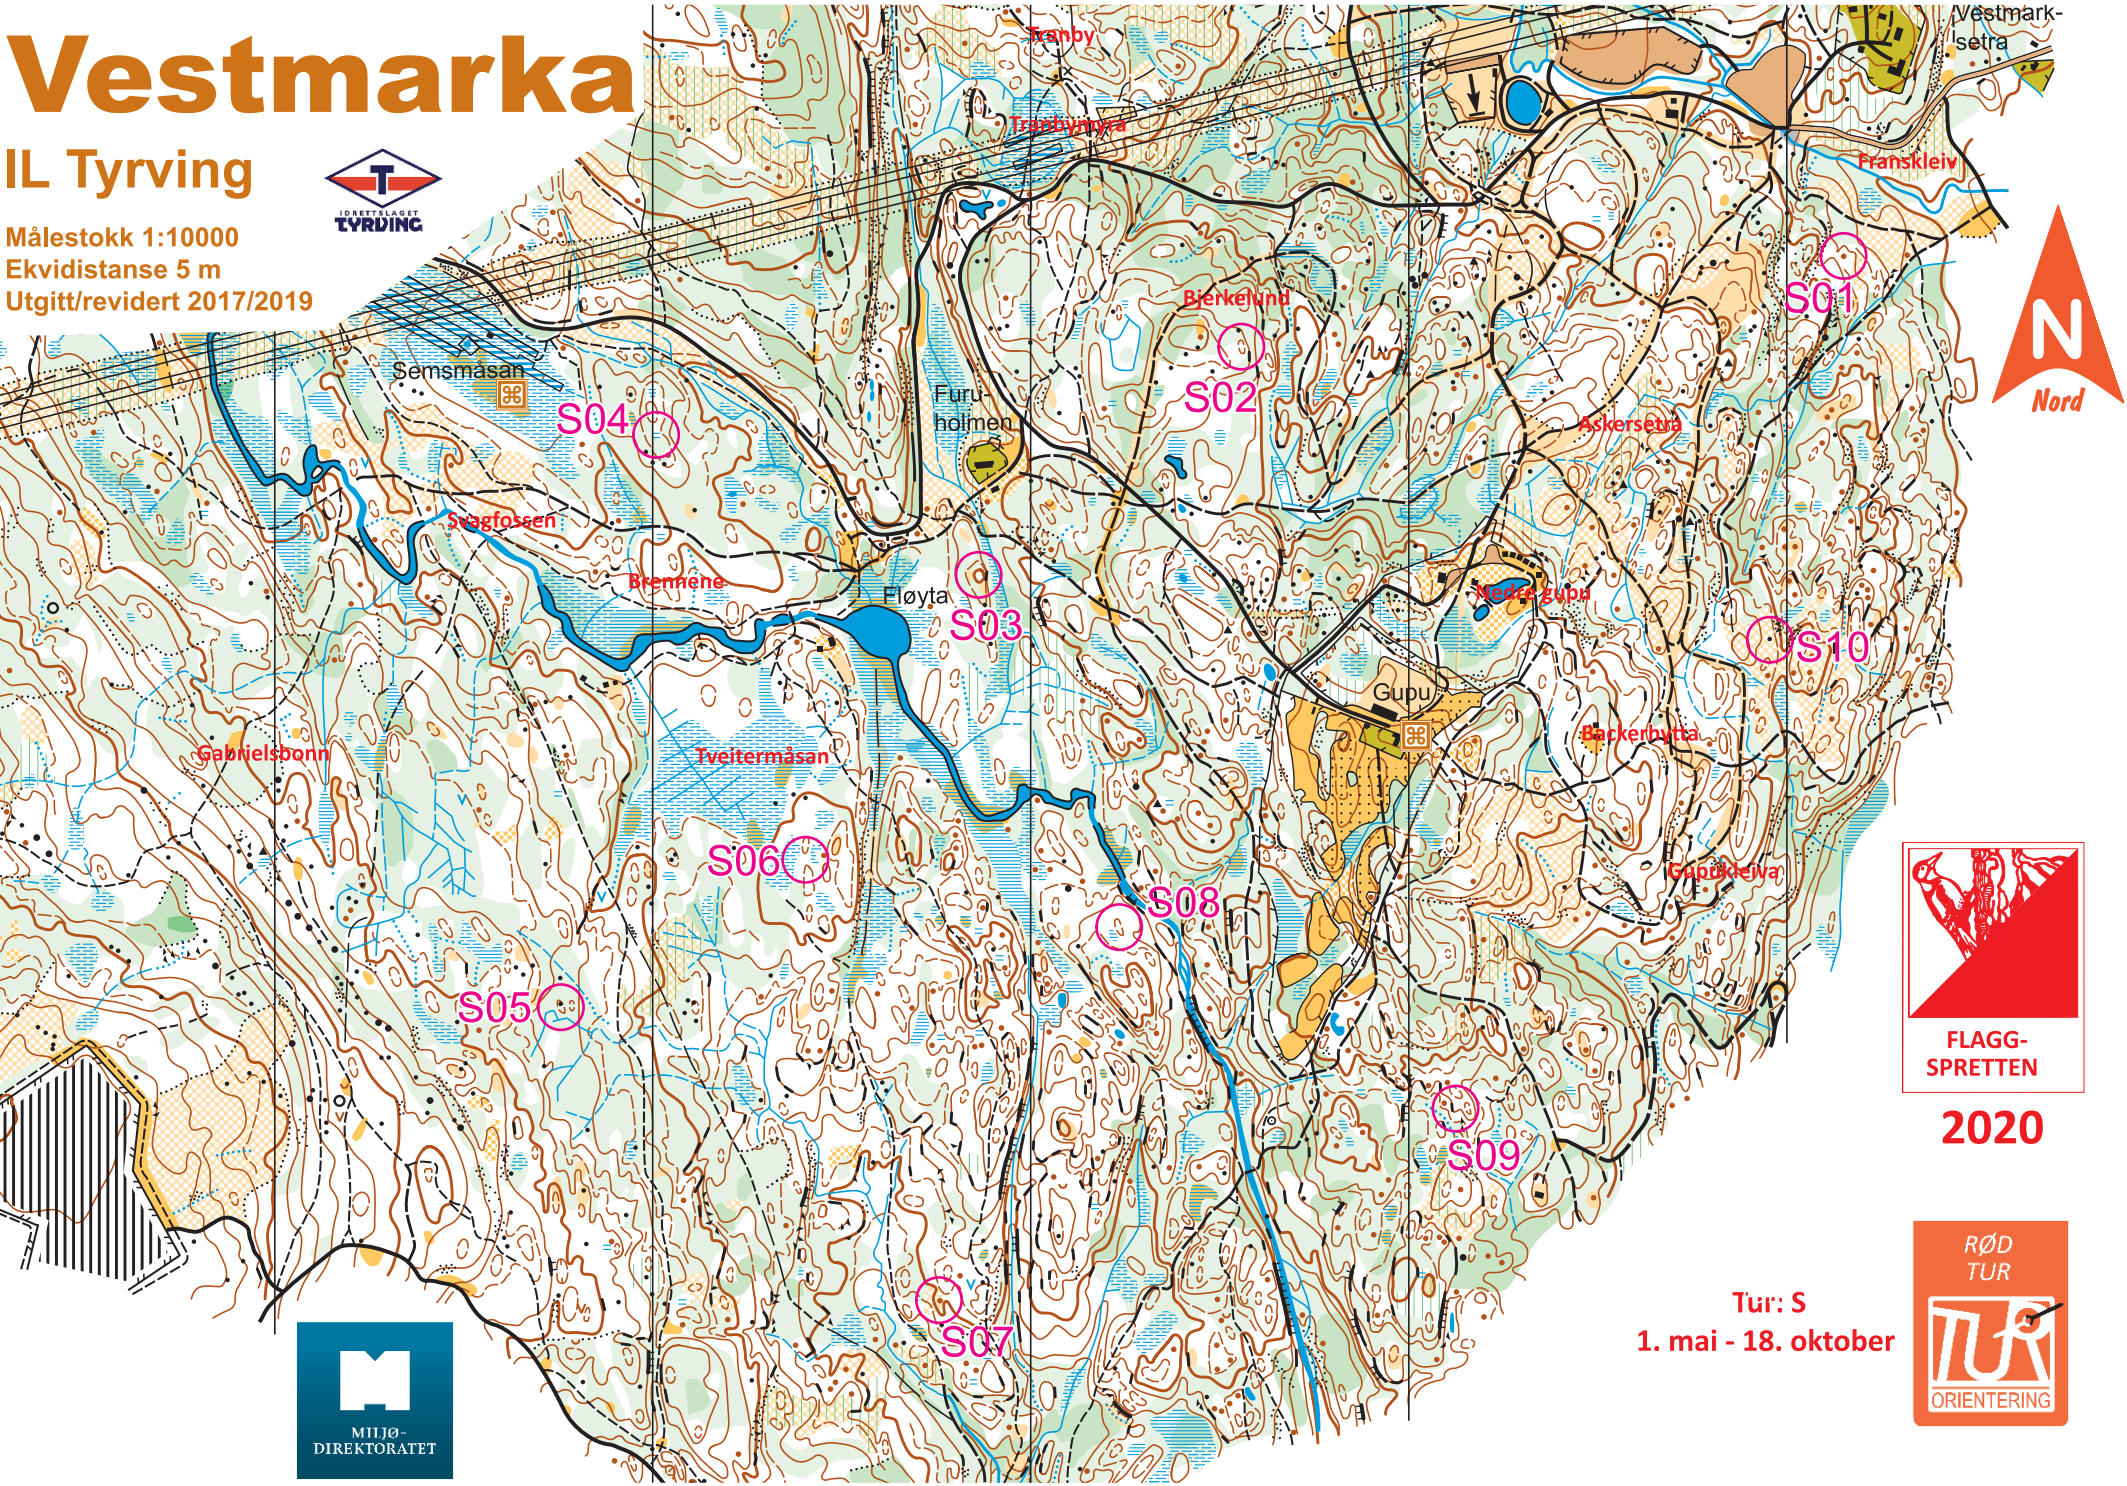 Vestmarka
IL Tyrving
Målestokk 1:10000
Ekvidistanse 5 m
Utgitt/revidert 2017/2019
T
IDRETTSLAGET
TYRVING
Tranby
Tranbymyra
Vestmark-
setra
Franskleiv
S01
N
Nord
Bjerkelund
S02
Semsmåsan
S04
Furu-
holmen
Askersetra
Svagfossen
Brennene
Fløyta
S03
Nedre gupu
S10
Gupu
Backerhytta
Gabrielsbonn
Tveitermåsan
S06
S08
Gupukleiva
S05
S09
S07
FLAGG-
SPRETTEN
2020
RØD
TUR
TUR
ORIENTERING
Tur: S
1. mai - 18. oktober
MILJØ-
DIREKTORATET